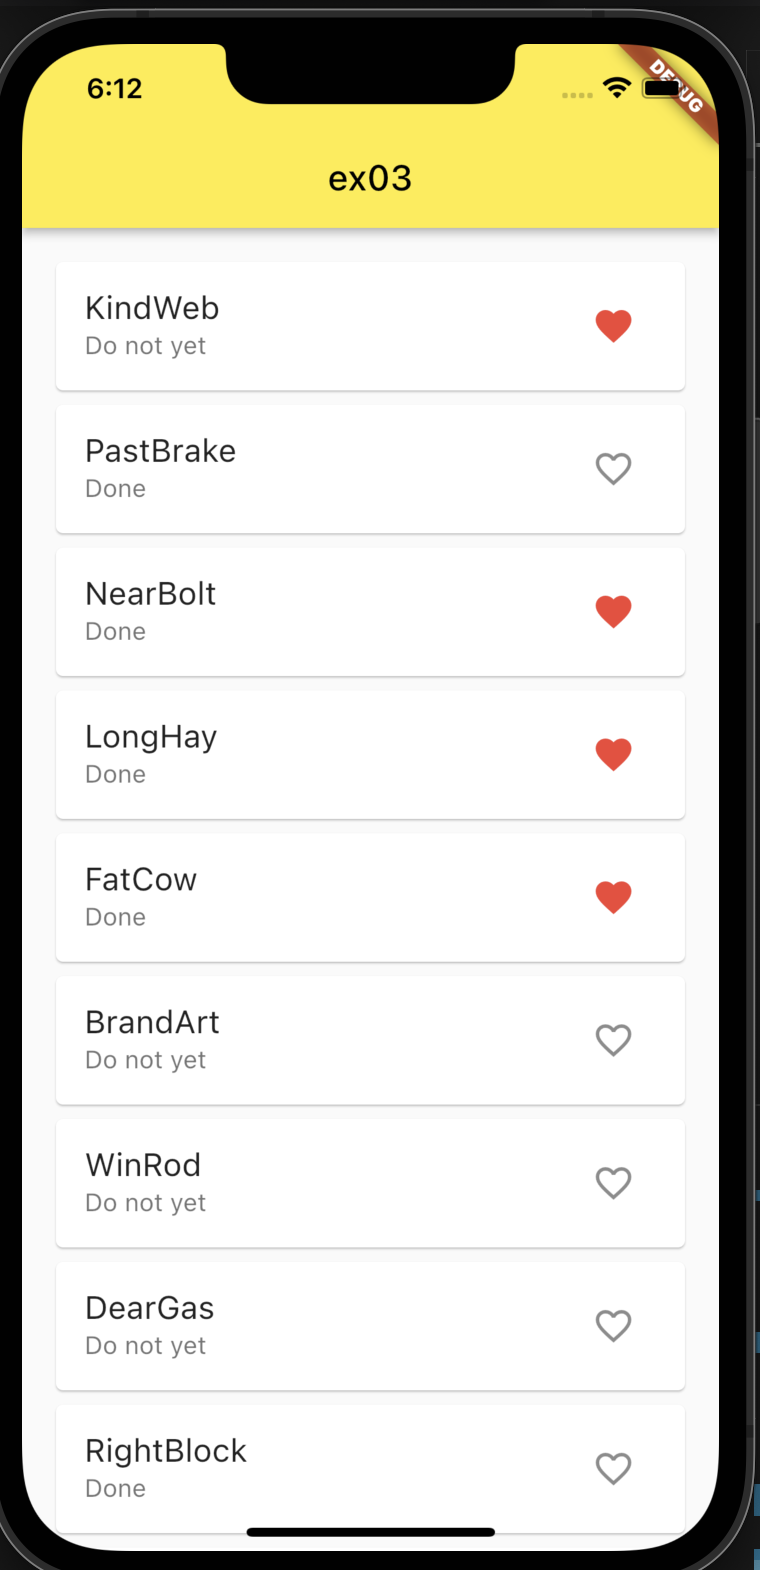 6:12
DEBUG
ex03
KindWeb
Do not yet
PastBrake
Done
NearBolt
Done
LongHay
Done
FatCow
Done
BrandArt
Do not yet
WinRod
Do not yet
DearGas
Do not yet
RightBlock
Done